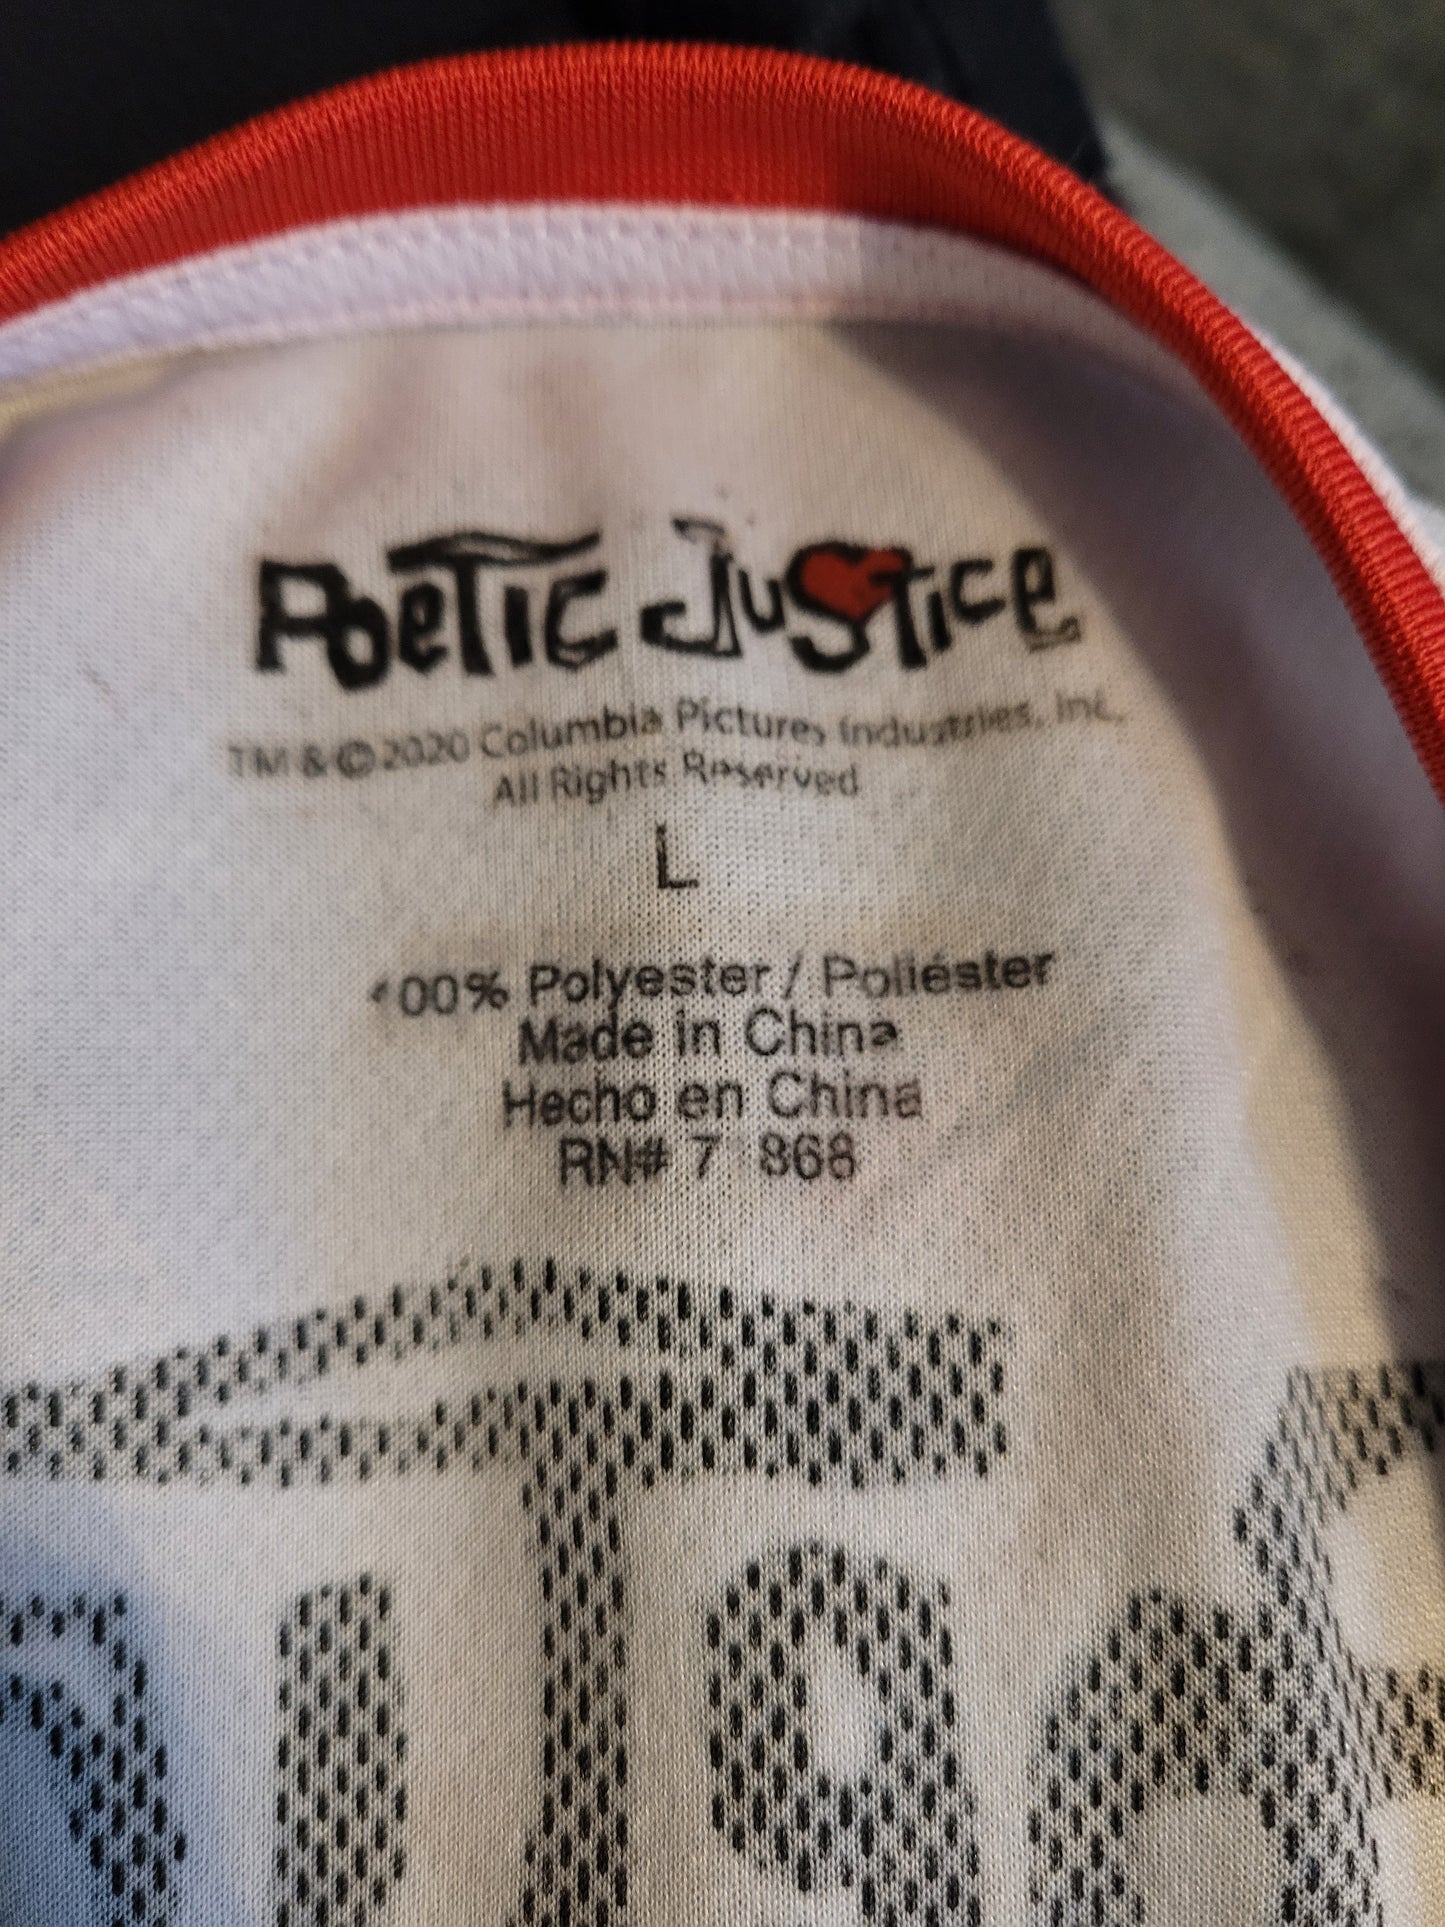 Poetic Justice
TM & © 2020 Columbia Pictures Industries, Inc.
All Rights Reserved
L
100% Polyester / Poliéster
Made in China
Hecho en China
RN#